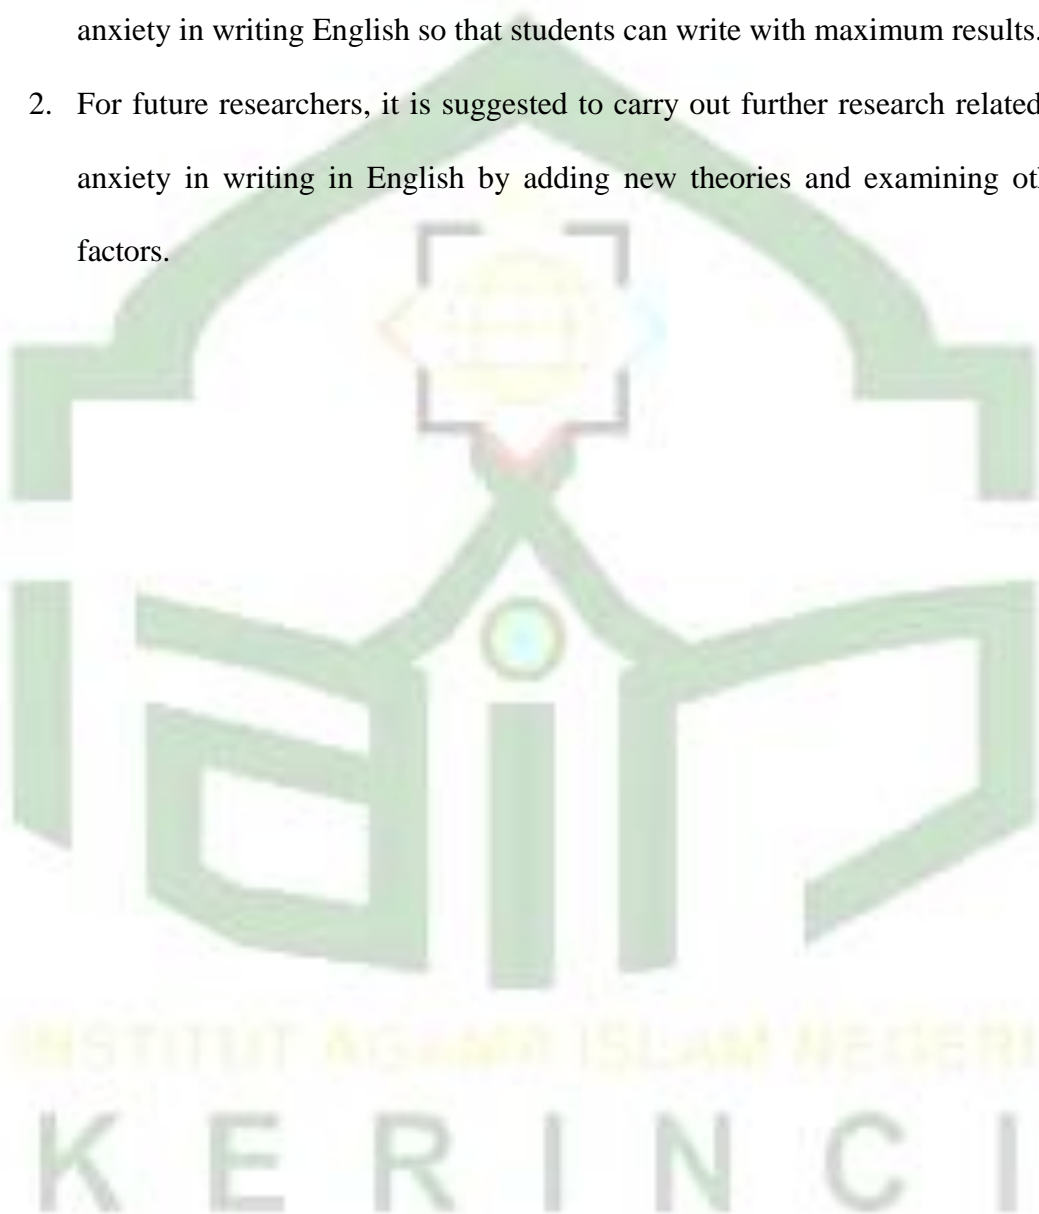 anxiety in writing English so that students can write with maximum results.
2. For future researchers, it is suggested to carry out further research related
anxiety in writing in English by adding new theories and examining
factors.
iain
INSTITUT AGAMA ISLAM NEGERI
KERINCI